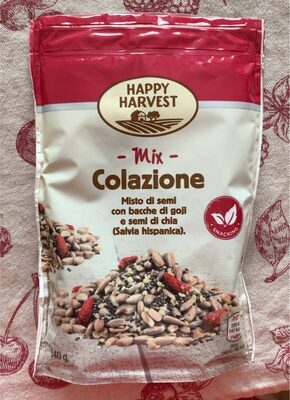 HAPPY
HARVEST
- Mix -
Colazione
Misto di semi
con bacche di goji
e semi di chia
(Salvia hispanica).
SNACKING